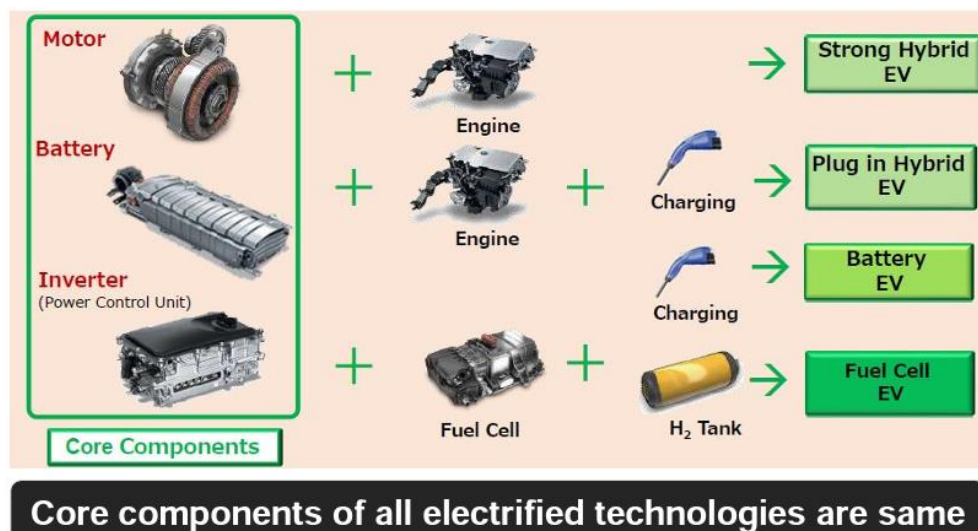 Motor
Engine
Strong Hybrid
EV
Battery
Engine
Charging
Plug in Hybrid
EV
Inverter
(Power Control Unit)
Charging
Battery
EV
Fuel Cell
H₂ Tank
Fuel Cell
EV
Core Components
Core components of all electrified technologies are same